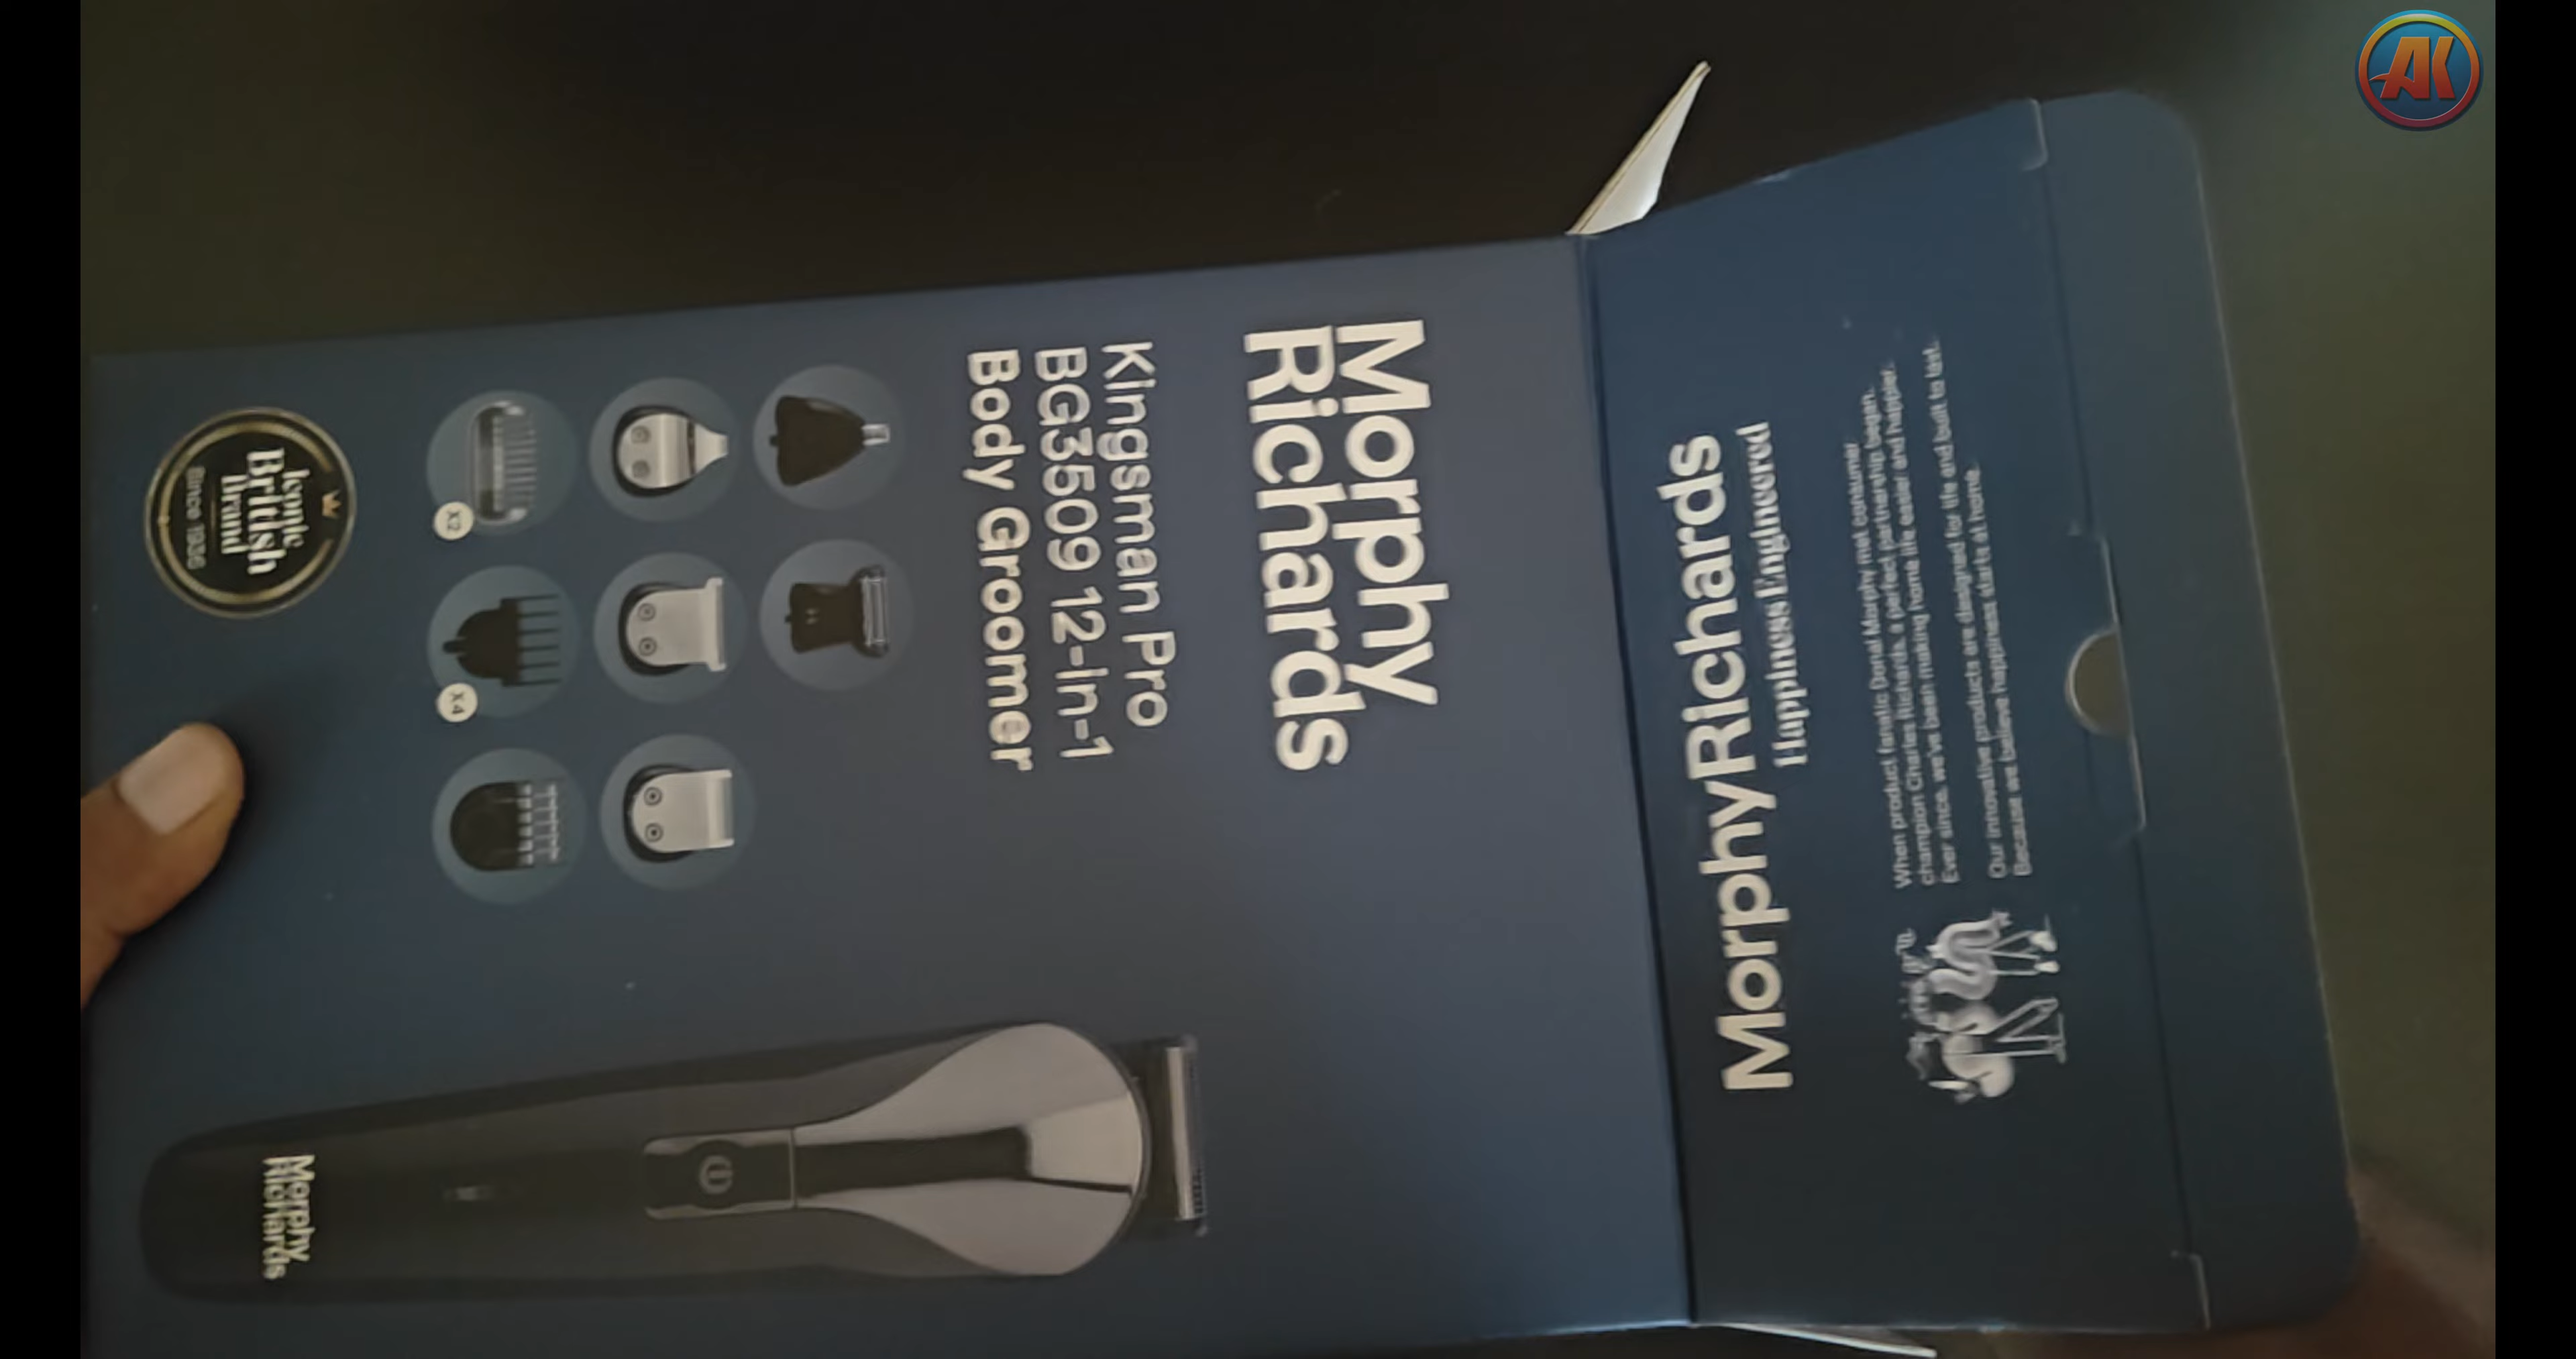 AK
Morphy
Richards
Kingsman Pro
BG3509 12-in-1
Body Groomer
X2
X4
Iconic
British
Brand
Since 1936
Morphy
Richards
MorphyRichards
Happiness Engineered
When product fanatic Donal Morphy met consumer
champion Charles Richards, a perfect partnership began.
Ever since, we've been making home life easier and happier.
Our innovative products are designed for life and built to last.
Because we believe happiness starts at home.